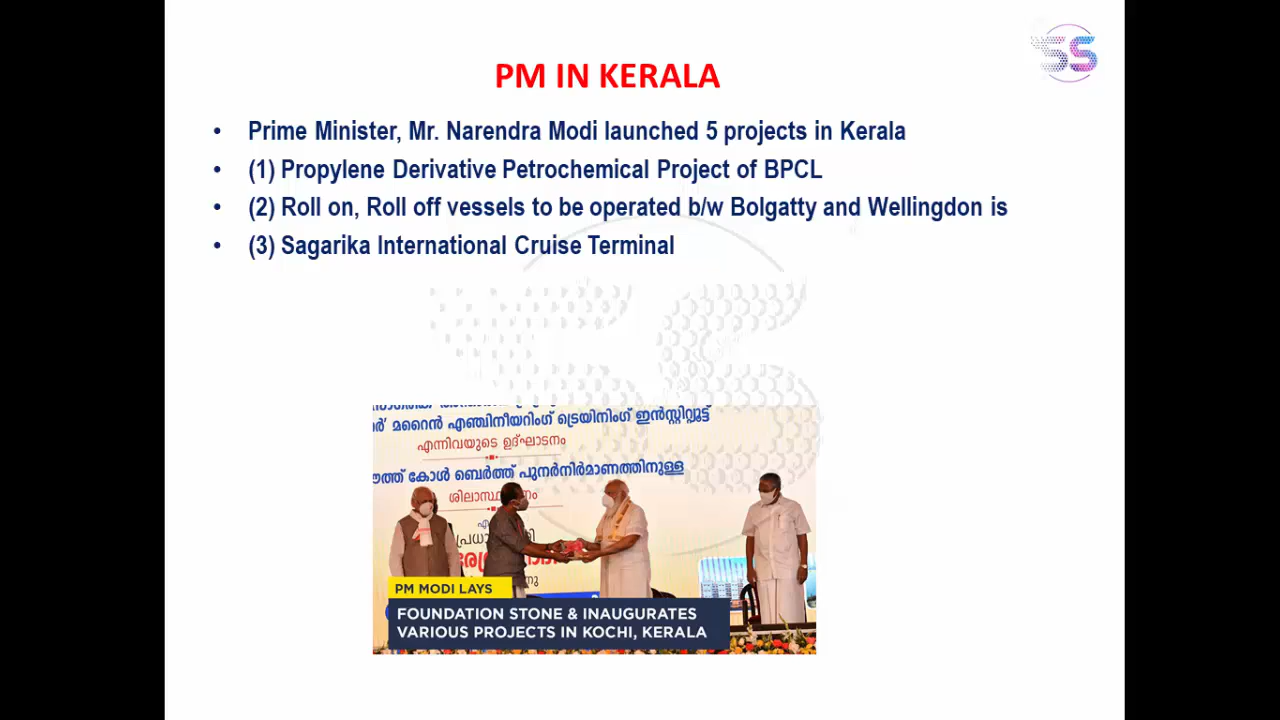 PM IN KERALA
• Prime Minister, Mr. Narendra Modi launched 5 projects in Kerala
• (1) Propylene Derivative Petrochemical Project of BPCL
• (2) Roll on, Roll off vessels to be operated b/w Bolgatty and Wellingdon is
• (3) Sagarika International Cruise Terminal
മറൈൻ എഞ്ചിനീയറിംഗ് ട്രെയിനിംഗ് ഇൻസ്റ്റിറ്റ്യൂട്ട്
എന്നിവയുടെ ഉദ്ഘാടനം
കോൾ ബെർത്ത് പുനർനിർമാണത്തിനുള്ള
PM MODI LAYS
FOUNDATION STONE & INAUGURATES
VARIOUS PROJECTS IN KOCHI, KERALA